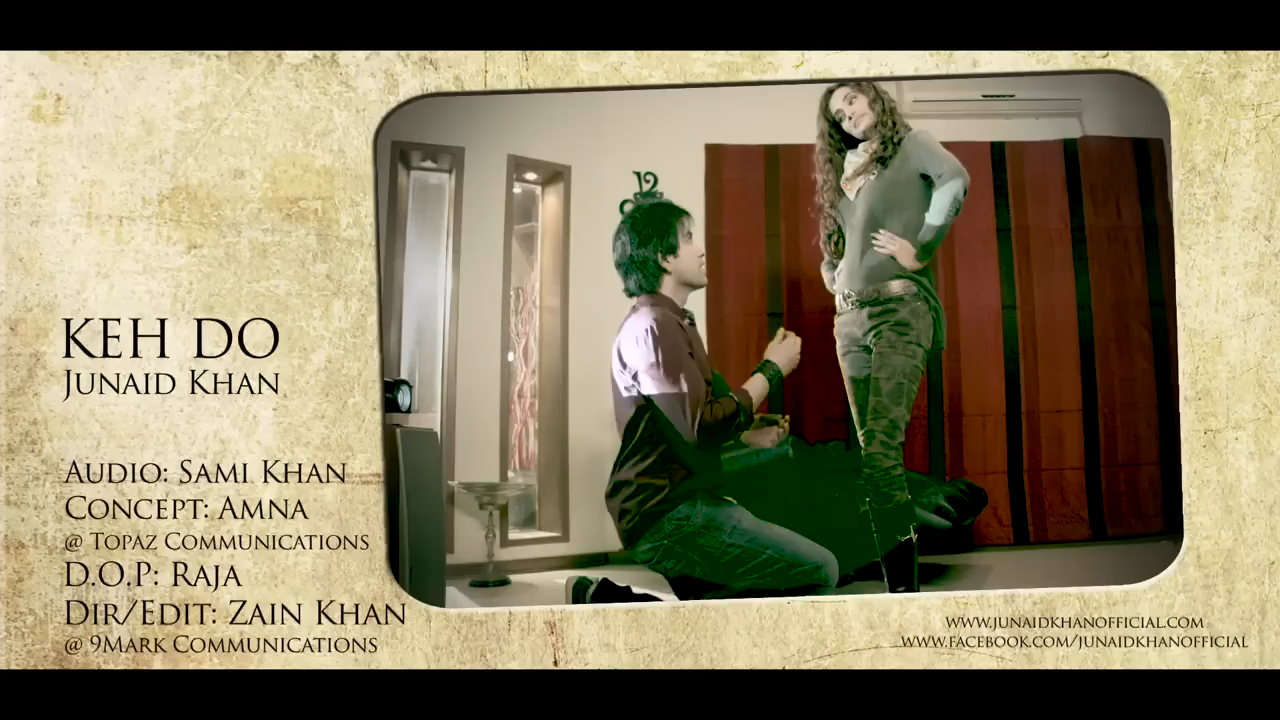 KEH DO
JUNAID KHAN
AUDIO: SAMI KHAN
CONCEPT: AMNA
@ TOPAZ COMMUNICATIONS
D.O.P: RAJA
DIR/EDIT: ZAIN KHAN
@ 9MARK COMMUNICATIONS
12
WWW.JUNAIDKHANOFFICIAL.COM
WWW.FACEBOOK.COM/JUNAIDKHANOFFICIAL